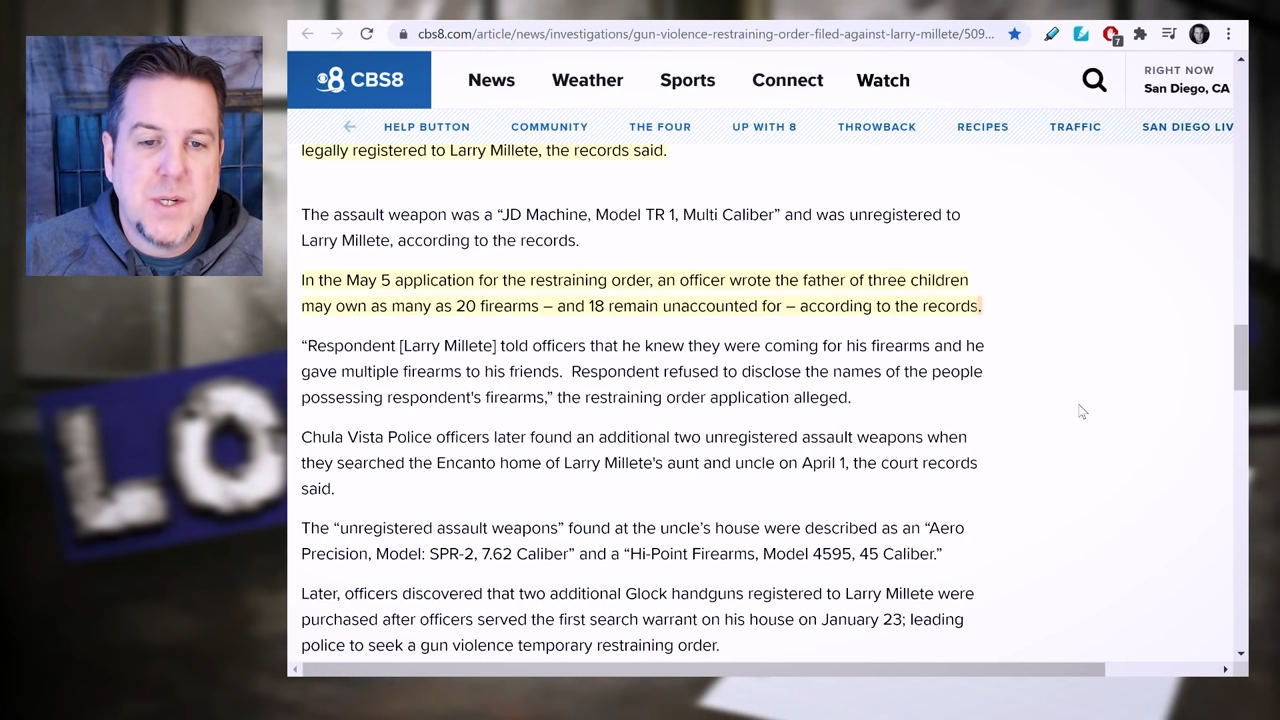 cbs8.com/article/news/investigations/gun-violence-restraining-order-filed-against-larry-millete/509...
7
8 CBS8
News Weather Sports Connect Watch
RIGHT NOW
San Diego, CA
HELP BUTTON COMMUNITY THE FOUR UP WITH 8 THROWBACK RECIPES TRAFFIC SAN DIEGO LIV
legally registered to Larry Millete, the records said.
The assault weapon was a “JD Machine, Model TR 1, Multi Caliber” and was unregistered to
Larry Millete, according to the records.
In the May 5 application for the restraining order, an officer wrote the father of three children
may own as many as 20 firearms – and 18 remain unaccounted for – according to the records.
“Respondent [Larry Millete] told officers that he knew they were coming for his firearms and he
gave multiple firearms to his friends.  Respondent refused to disclose the names of the people
possessing respondent's firearms,” the restraining order application alleged.
Chula Vista Police officers later found an additional two unregistered assault weapons when
they searched the Encanto home of Larry Millete's aunt and uncle on April 1, the court records
said.
The “unregistered assault weapons” found at the uncle’s house were described as an “Aero
Precision, Model: SPR-2, 7.62 Caliber” and a “Hi-Point Firearms, Model 4595, 45 Caliber.”
Later, officers discovered that two additional Glock handguns registered to Larry Millete were
purchased after officers served the first search warrant on his house on January 23; leading
police to seek a gun violence temporary restraining order.
LO